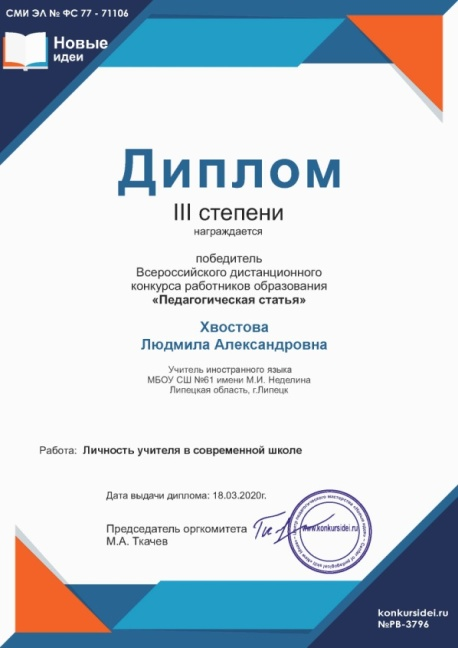 СМИ ЭЛ № ФС 77 - 71106
Новые
идеи
Диплом
III степени
награждается
победитель
Всероссийского дистанционного
конкурса работников образования
«Педагогическая статья»
Хвостова
Людмила Александровна
Учитель иностранного языка
МБОУ СШ №61 имени М.И. Неделина
Липецкая область, г.Липецк
Работа: Личность учителя в современной школе
Дата выдачи диплома: 18.03.2020г.
Председатель оргкомитета
М.А. Ткачев
www.konkursidei.ru
konkursidei.ru
№РВ-3796